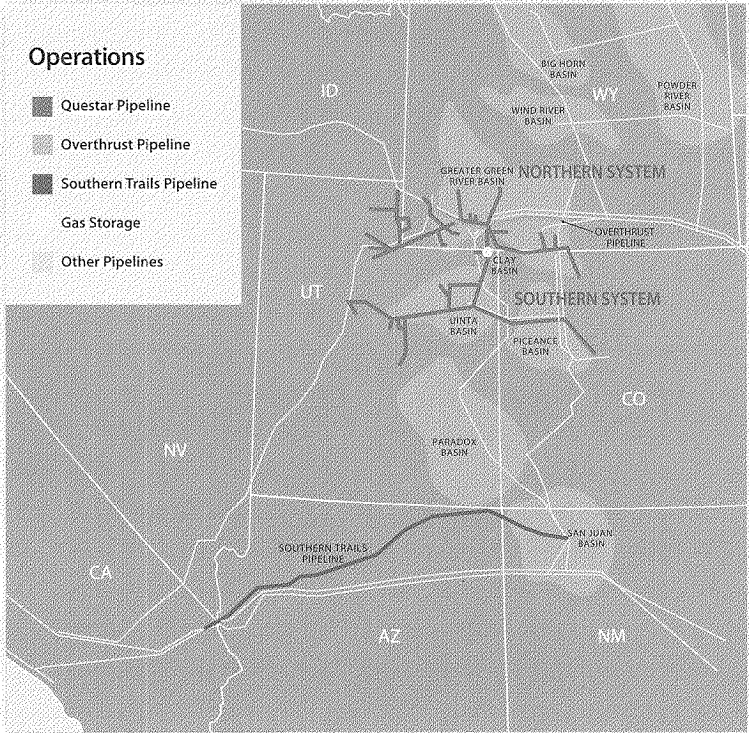 Operations
Questar Pipeline
Overthrust Pipeline
Southern Trails Pipeline
Gas Storage
Other Pipelines
ID
BIG HORN
BASIN
WY
POWDER
RIVER
BASIN
WIND RIVER
BASIN
GREATER GREEN
RIVER BASIN
NORTHERN SYSTEM
OVERTHRUST
PIPELINE
CLAY
BASIN
UT
SOUTHERN SYSTEM
UINTA
BASIN
PICEANCE
BASIN
CO
NV
PARADOX
BASIN
SAN JUAN
BASIN
SOUTHERN TRAILS
PIPELINE
CA
AZ
NM